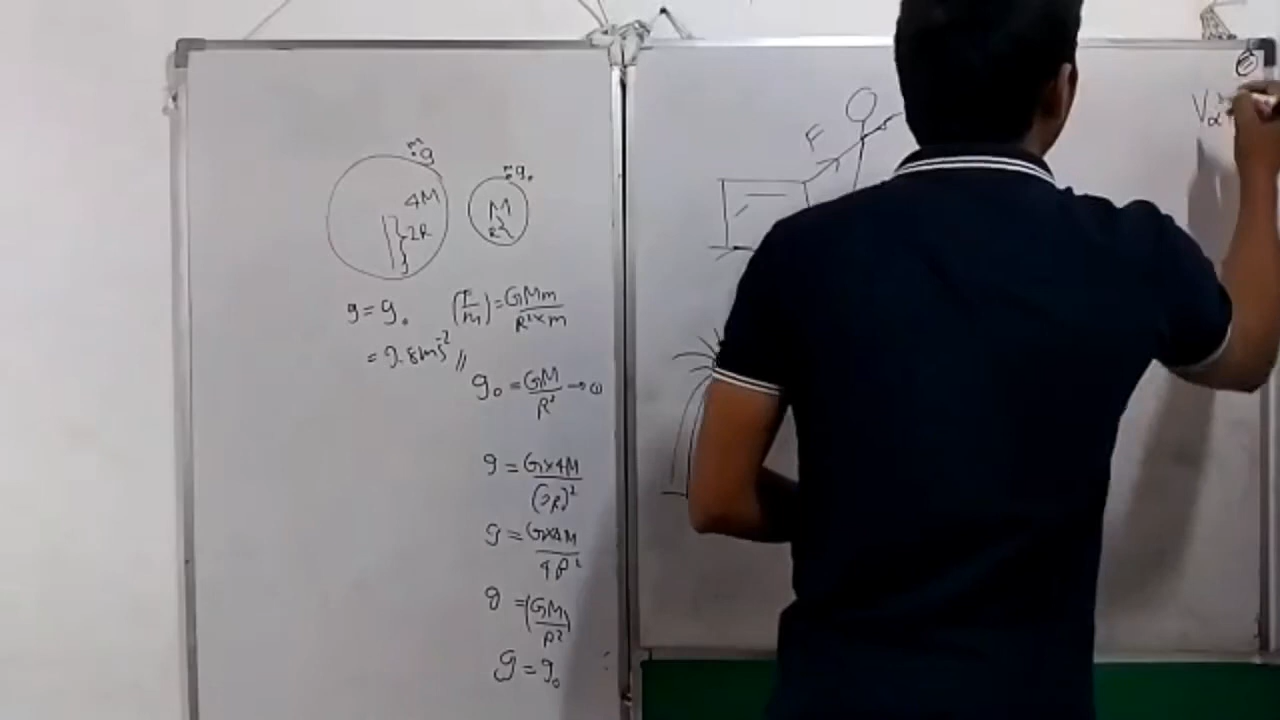 m g
m g₀
4M
2R
M
R
g = g₀
= 9.8ms⁻² //
(F/m) = GMm/R²×m
g₀ = GM/R² → ①
g = G×4M/(2R)²
g = G×4M/4R²
g = (GM/R²)
g = g₀
F
V